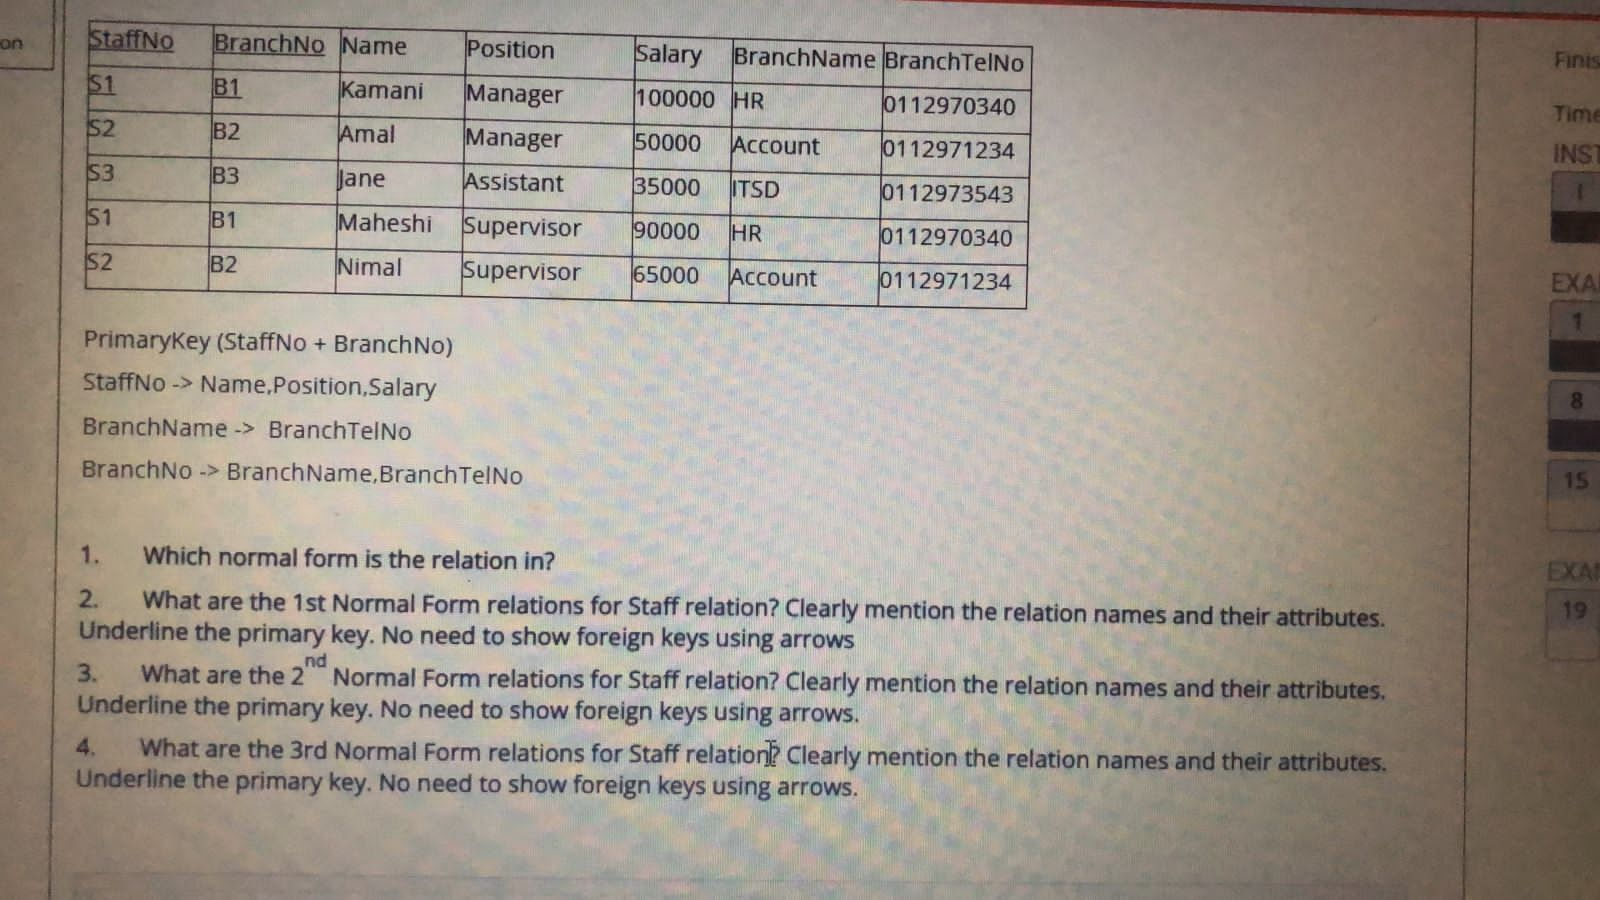 on
StaffNo BranchNo Name Position Salary BranchName BranchTelNo
S1 B1 Kamani Manager 100000 HR 0112970340
S2 B2 Amal Manager 50000 Account 0112971234
S3 B3 Jane Assistant 35000 ITSD 0112973543
S1 B1 Maheshi Supervisor 90000 HR 0112970340
S2 B2 Nimal Supervisor 65000 Account 0112971234
PrimaryKey (StaffNo + BranchNo)
StaffNo -> Name,Position,Salary
BranchName -> BranchTelNo
BranchNo -> BranchName,BranchTelNo
1. Which normal form is the relation in?
2. What are the 1st Normal Form relations for Staff relation? Clearly mention the relation names and their attributes.
Underline the primary key. No need to show foreign keys using arrows
3. What are the 2nd Normal Form relations for Staff relation? Clearly mention the relation names and their attributes.
Underline the primary key. No need to show foreign keys using arrows.
4. What are the 3rd Normal Form relations for Staff relation? Clearly mention the relation names and their attributes.
Underline the primary key. No need to show foreign keys using arrows.
Finis
Time
INST
I
EXA
1
8
15
EXA
19